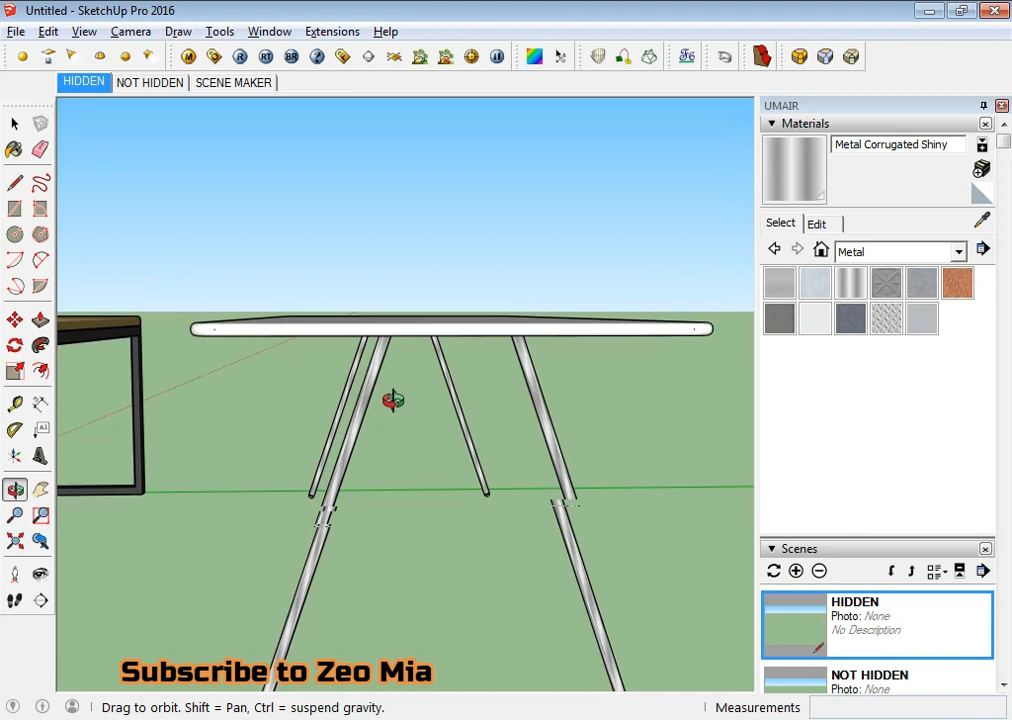 Untitled - SketchUp Pro 2016
File Edit View Camera Draw Tools Window Extensions Help
M R RT BR ?
HIDDEN NOT HIDDEN SCENE MAKER
UMAIR
Materials
Metal Corrugated Shiny
Select Edit
Metal
Scenes
HIDDEN
Photo: None
No Description
NOT HIDDEN
Photo: None
Subscribe to Zeo Mia
Drag to orbit. Shift = Pan, Ctrl = suspend gravity.
Measurements